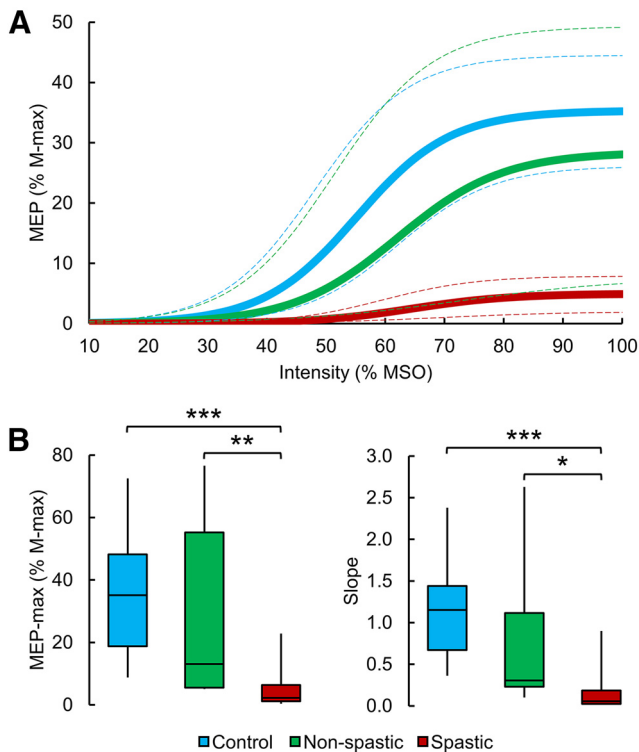 A
50
40
30
20
10
0
MEP (% M-max)
10 20 30 40 50 60 70 80 90 100
Intensity (% MSO)
B
***
**
80
60
40
20
0
MEP-max (% M-max)
***
*
3.0
2.5
2.0
1.5
1.0
0.5
0.0
Slope
Control Non-spastic Spastic